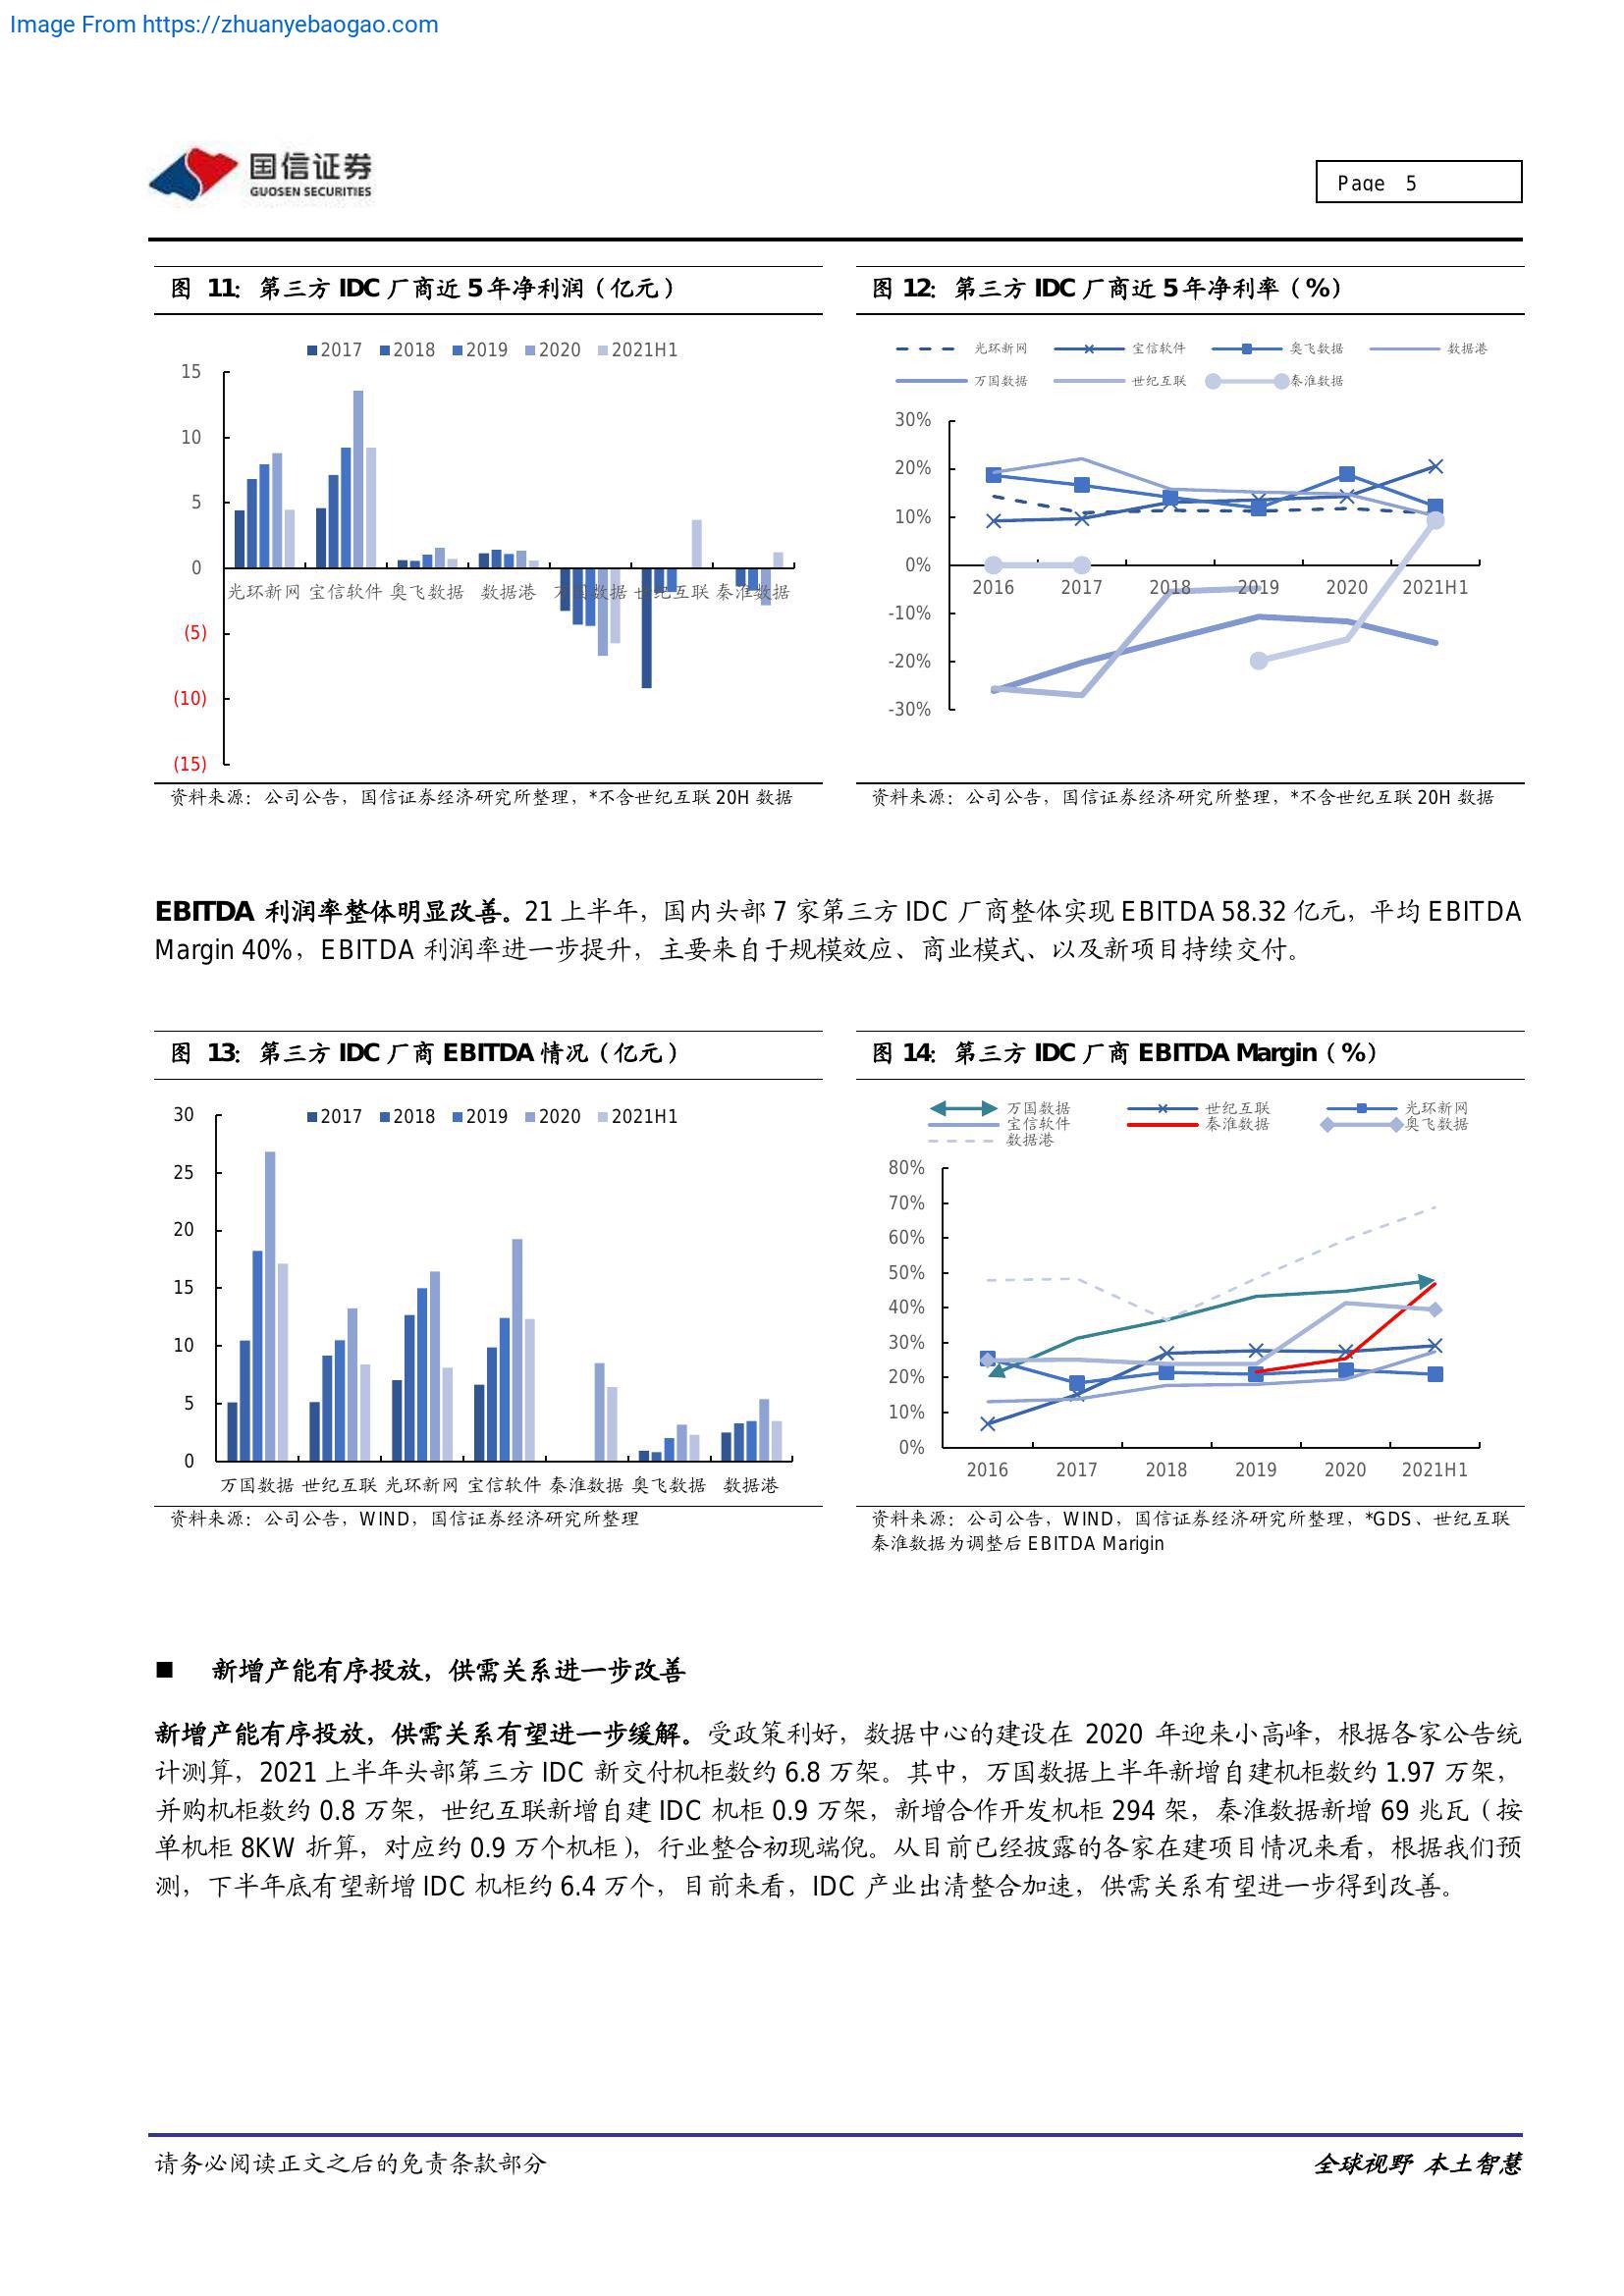 Image From https://zhuanyebaogao.com
国信证券
GUOSEN SECURITIES
Page 5
图 11: 第三方 IDC 厂商近 5 年净利润（亿元）
2017 2018 2019 2020 2021H1
15
10
5
0
(5)
(10)
(15)
光环新网 宝信软件 奥飞数据 数据港 万国数据 世纪互联 秦淮数据
资料来源：公司公告，国信证券经济研究所整理，*不含世纪互联 20H 数据
图 12: 第三方 IDC 厂商近 5 年净利率（%）
光环新网 宝信软件 奥飞数据 数据港
万国数据 世纪互联 秦淮数据
30%
20%
10%
0%
-10%
-20%
-30%
2016 2017 2018 2019 2020 2021H1
资料来源：公司公告，国信证券经济研究所整理，*不含世纪互联 20H 数据
EBITDA 利润率整体明显改善。21 上半年，国内头部 7 家第三方 IDC 厂商整体实现 EBITDA 58.32 亿元，平均 EBITDA
Margin 40%，EBITDA 利润率进一步提升，主要来自于规模效应、商业模式、以及新项目持续交付。
图 13: 第三方 IDC 厂商 EBITDA 情况（亿元）
2017 2018 2019 2020 2021H1
30
25
20
15
10
5
0
万国数据 世纪互联 光环新网 宝信软件 秦淮数据 奥飞数据 数据港
资料来源：公司公告，WIND，国信证券经济研究所整理
图 14: 第三方 IDC 厂商 EBITDA Margin（%）
万国数据 世纪互联 光环新网
宝信软件 秦淮数据 奥飞数据
数据港
80%
70%
60%
50%
40%
30%
20%
10%
0%
2016 2017 2018 2019 2020 2021H1
资料来源：公司公告，WIND，国信证券经济研究所整理，*GDS、世纪互联
秦淮数据为调整后 EBITDA Marigin
■ 新增产能有序投放，供需关系进一步改善
新增产能有序投放，供需关系有望进一步缓解。受政策利好，数据中心的建设在 2020 年迎来小高峰，根据各家公告统
计测算，2021 上半年头部第三方 IDC 新交付机柜数约 6.8 万架。其中，万国数据上半年新增自建机柜数约 1.97 万架，
并购机柜数约 0.8 万架，世纪互联新增自建 IDC 机柜 0.9 万架，新增合作开发机柜 294 架，秦淮数据新增 69 兆瓦（按
单机柜 8KW 折算，对应约 0.9 万个机柜），行业整合初现端倪。从目前已经披露的各家在建项目情况来看，根据我们预
测，下半年底有望新增 IDC 机柜约 6.4 万个，目前来看，IDC 产业出清整合加速，供需关系有望进一步得到改善。
请务必阅读正文之后的免责条款部分
全球视野 本土智慧